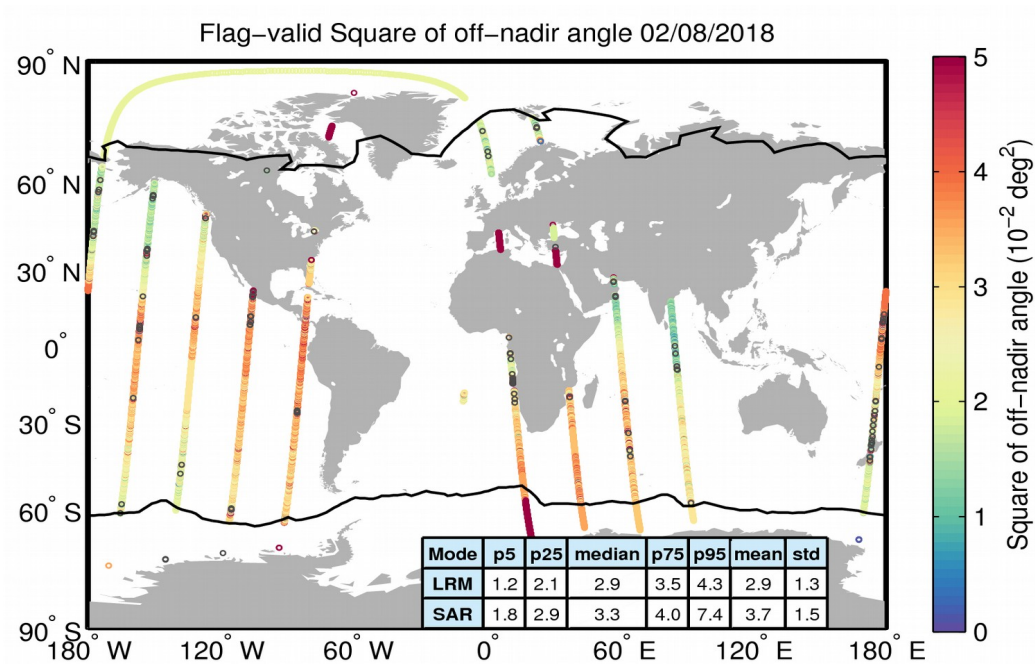 Flag-valid Square of off-nadir angle 02/08/2018
90° N
60° N
30° N
0°
30° S
60° S
90° S
180° W
120° W
60° W
0°
60° E
120° E
180° E
Mode p5 p25 median p75 p95 mean std
LRM 1.2 2.1 2.9 3.5 4.3 2.9 1.3
SAR 1.8 2.9 3.3 4.0 7.4 3.7 1.5
5
4
3
2
1
0
Square of off-nadir angle (10⁻² deg²)